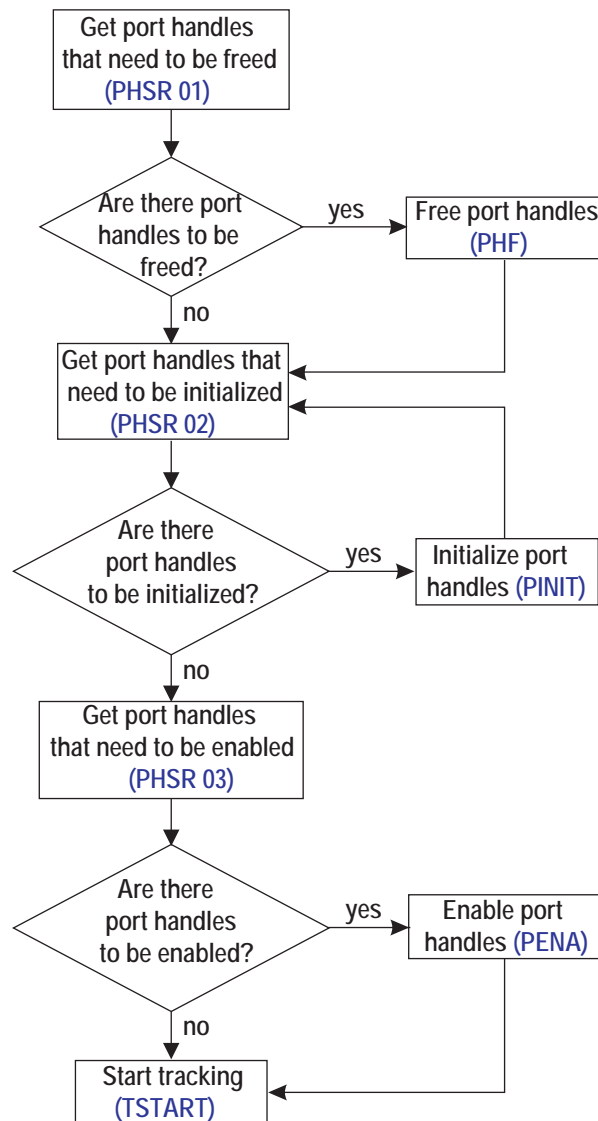 Get port handles
that need to be freed
(PHSR 01)
Are there port
handles to be
freed?
yes
Free port handles
(PHF)
no
Get port handles that
need to be initialized
(PHSR 02)
Are there
port handles
to be initialized?
yes
Initialize port
handles (PINIT)
no
Get port handles
that need to be enabled
(PHSR 03)
Are there
port handles
to be enabled?
yes
Enable port
handles (PENA)
no
Start tracking
(TSTART)